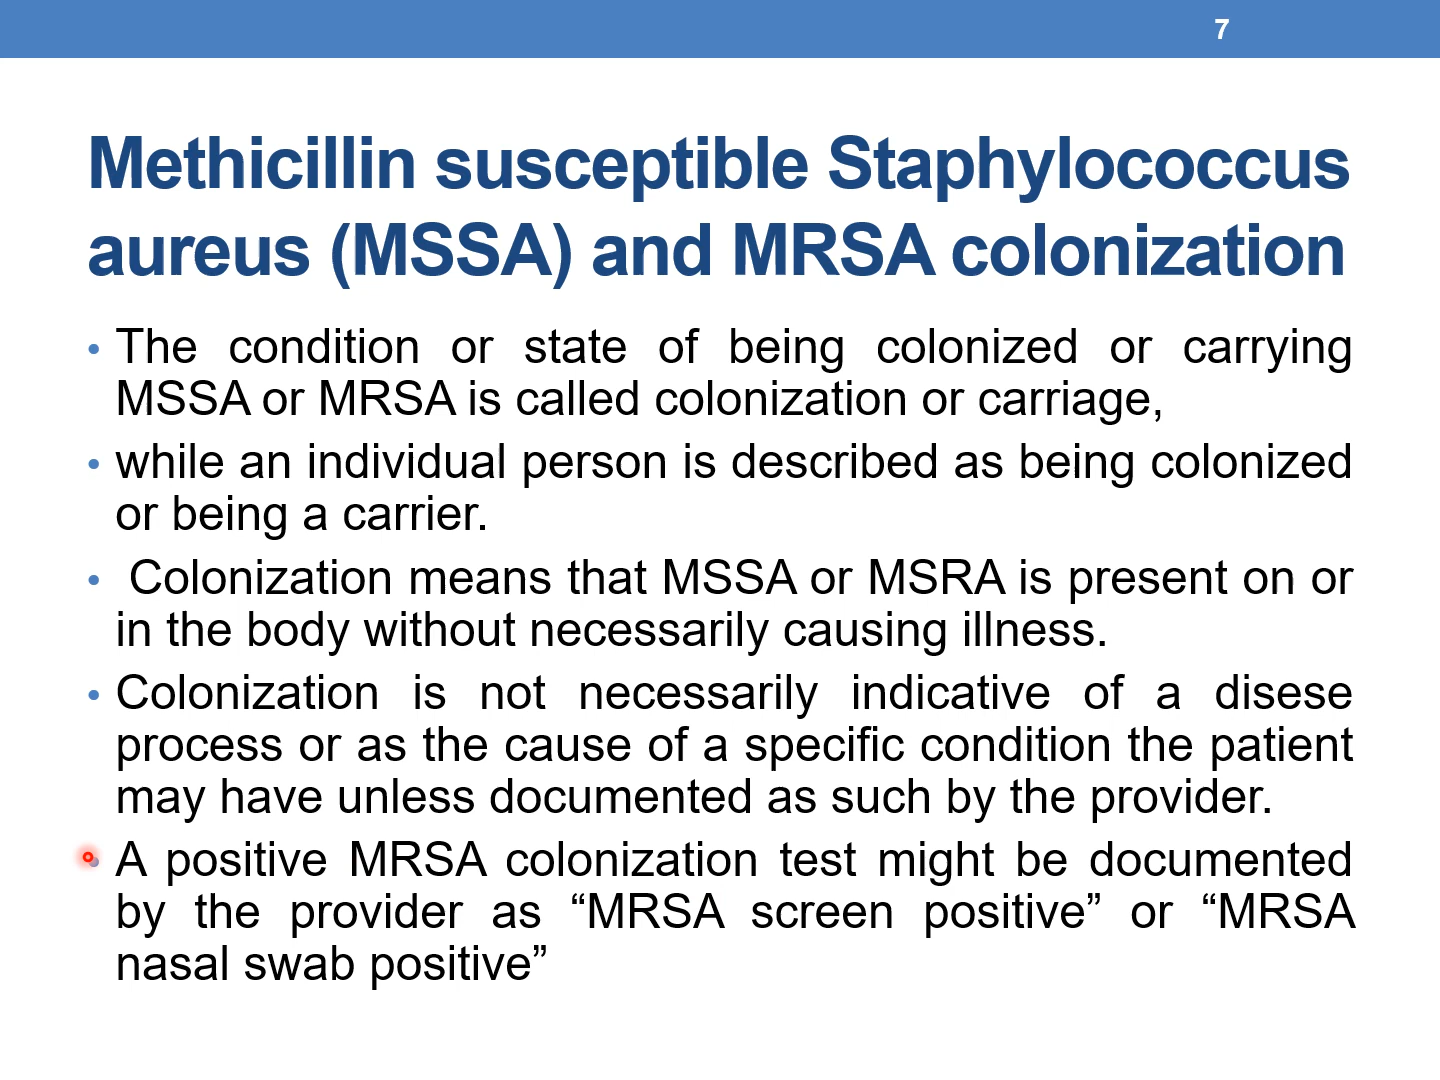 7
Methicillin susceptible Staphylococcus
aureus (MSSA) and MRSA colonization
• The condition or state of being colonized or carrying
MSSA or MRSA is called colonization or carriage,
• while an individual person is described as being colonized
or being a carrier.
• Colonization means that MSSA or MSRA is present on or
in the body without necessarily causing illness.
• Colonization is not necessarily indicative of a disese
process or as the cause of a specific condition the patient
may have unless documented as such by the provider.
• A positive MRSA colonization test might be documented
by the provider as “MRSA screen positive” or “MRSA
nasal swab positive”